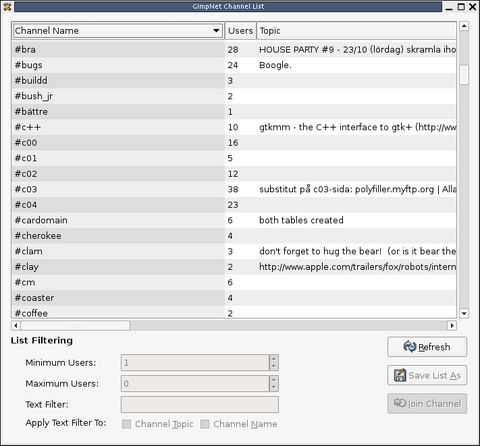 GimpNet Channel List
Channel Name Users Topic
#bra 28 HOUSE PARTY #9 - 23/10 (lördag) skramla iho
#bugs 24 Boogle.
#buildd 3
#bush_jr 2
#bättre 1
#c++ 10 gtkmm - the C++ interface to gtk+ (http://ww
#c00 16
#c01 5
#c02 12
#c03 38 substitut på c03-sida: polyfiller.myftp.org | Alla
#c04 23
#cardomain 6 both tables created
#cherokee 4
#clam 3 don't forget to hug the bear! (or is it bear the
#clay 2 http://www.apple.com/trailers/fox/robots/intern
#cm 6
#coaster 4
#coffee 2
List Filtering
Refresh
Minimum Users: 1
Save List As
Maximum Users: 0
Text Filter:
Join Channel
Apply Text Filter To: Channel Topic Channel Name